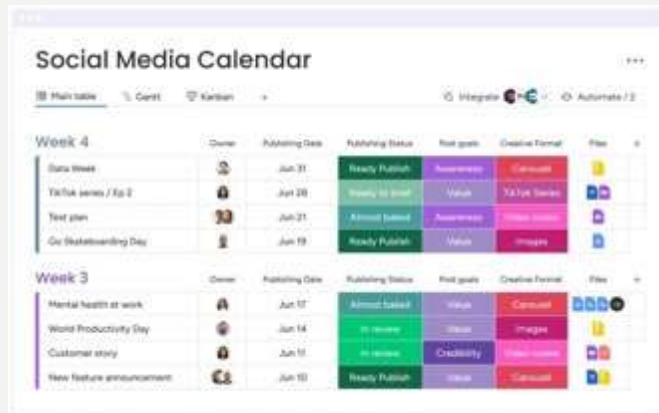 Social Media Calendar
Main table Gantt Kanban + Integrate Automate / 2
Week 4 Owner Publishing Date Publishing Status Post goals Creative Format Files +
Data Week Jun 31 Ready Publish Awareness Carousel
TikTok series / Ep 2 Jun 28 Ready to brief Value TikTok Series
Test plan Jun 21 Almost baked Awareness
Go Skateboarding Day Jun 19 Ready Publish Value Images
Week 3 Owner Publishing Date Publishing Status Post goals Creative Format Files +
Mental health at work Jun 17 Almost baked Value Carousel
World Productivity Day Jun 14 In review Value Images
Customer story Jun 11 In review Credibility
New feature announcement Jun 10 Ready Publish Value Carousel